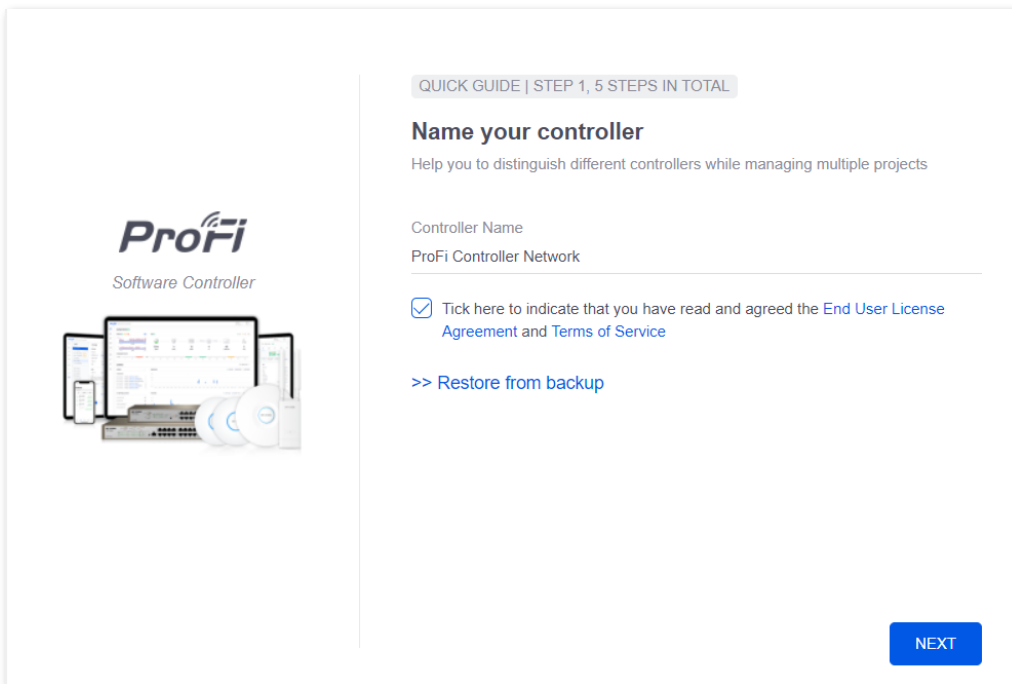 QUICK GUIDE | STEP 1, 5 STEPS IN TOTAL
Name your controller
Help you to distinguish different controllers while managing multiple projects
ProFi
Software Controller
Controller Name
ProFi Controller Network
Tick here to indicate that you have read and agreed the End User License
Agreement and Terms of Service
>> Restore from backup
NEXT